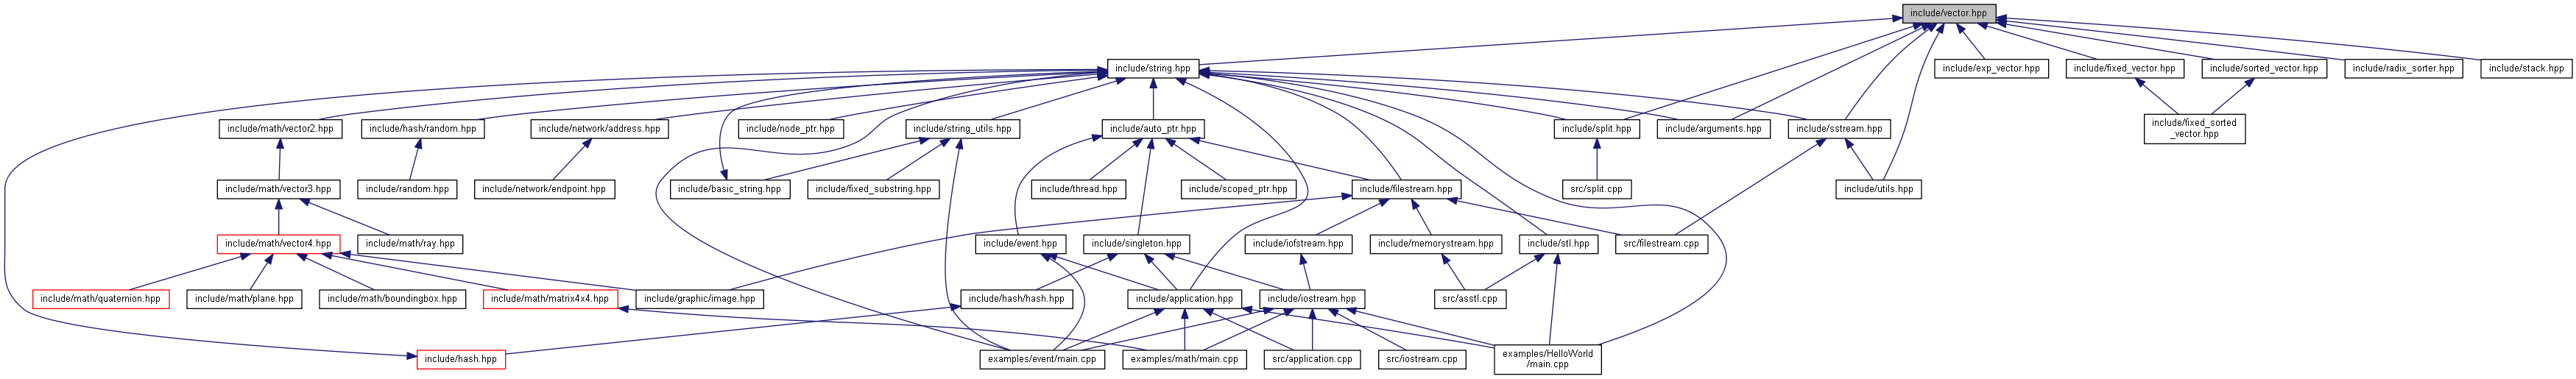 include/vector.hpp
include/string.hpp
include/exp_vector.hpp
include/fixed_vector.hpp
include/sorted_vector.hpp
include/radix_sorter.hpp
include/stack.hpp
include/math/vector2.hpp
include/hash/random.hpp
include/network/address.hpp
include/node_ptr.hpp
include/string_utils.hpp
include/auto_ptr.hpp
include/split.hpp
include/arguments.hpp
include/sstream.hpp
include/fixed_sorted
_vector.hpp
include/math/vector3.hpp
include/random.hpp
include/network/endpoint.hpp
include/basic_string.hpp
include/fixed_substring.hpp
include/thread.hpp
include/scoped_ptr.hpp
include/filestream.hpp
src/split.cpp
include/utils.hpp
include/math/vector4.hpp
include/math/ray.hpp
include/event.hpp
include/singleton.hpp
include/iofstream.hpp
include/memorystream.hpp
include/stl.hpp
src/filestream.cpp
include/math/quaternion.hpp
include/math/plane.hpp
include/math/boundingbox.hpp
include/math/matrix4x4.hpp
include/graphic/image.hpp
include/hash/hash.hpp
include/application.hpp
include/iostream.hpp
src/asstl.cpp
include/hash.hpp
examples/event/main.cpp
examples/math/main.cpp
src/application.cpp
src/iostream.cpp
examples/HelloWorld
/main.cpp